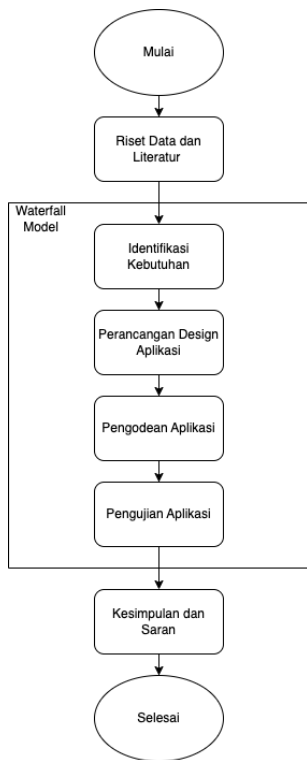 Mulai
Riset Data dan
Literatur
Waterfall
Model
Identifikasi
Kebutuhan
Perancangan Design
Aplikasi
Pengodean Aplikasi
Pengujian Aplikasi
Kesimpulan dan
Saran
Selesai